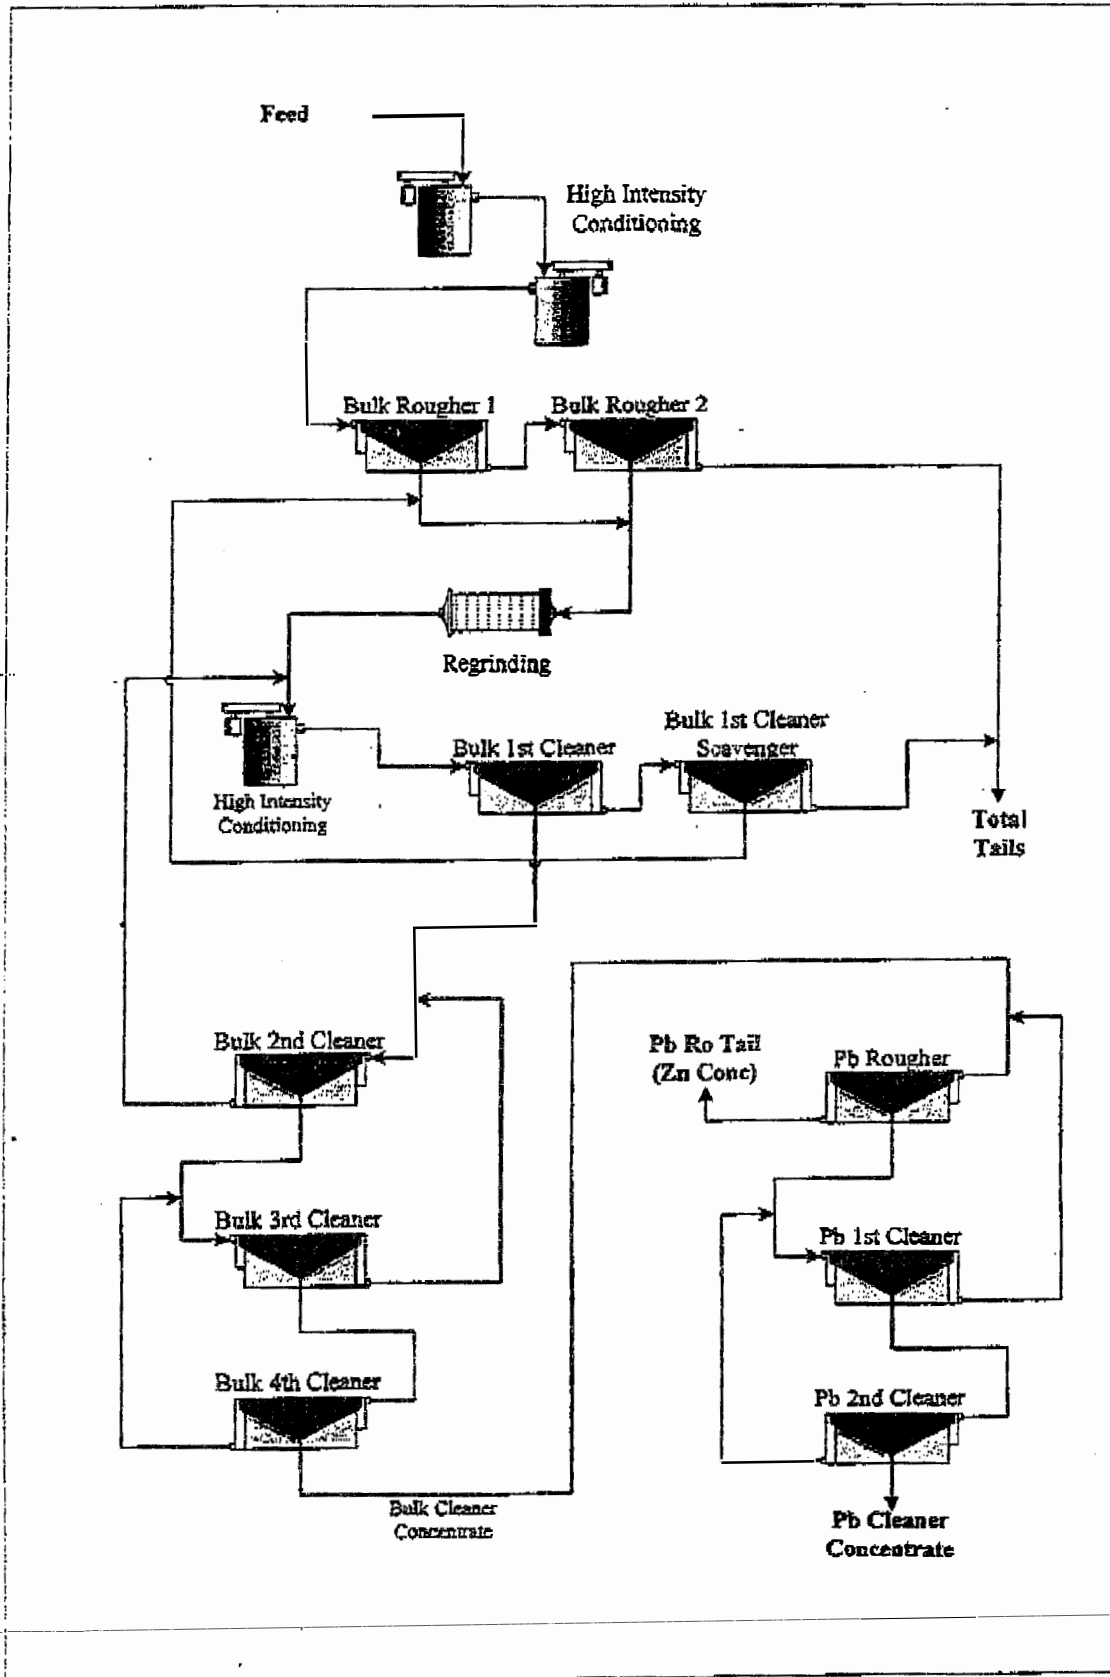 Feed
High Intensity
Conditioning
Bulk Rougher 1
Bulk Rougher 2
Regrinding
Bulk 1st Cleaner
Scavenger
Bulk 1st Cleaner
High Intensity
Conditioning
Total
Tails
Bulk 2nd Cleaner
Pb Ro Tail
(Zn Conc)
Pb Rougher
Bulk 3rd Cleaner
Pb 1st Cleaner
Bulk 4th Cleaner
Pb 2nd Cleaner
Bulk Cleaner
Concentrate
Pb Cleaner
Concentrate